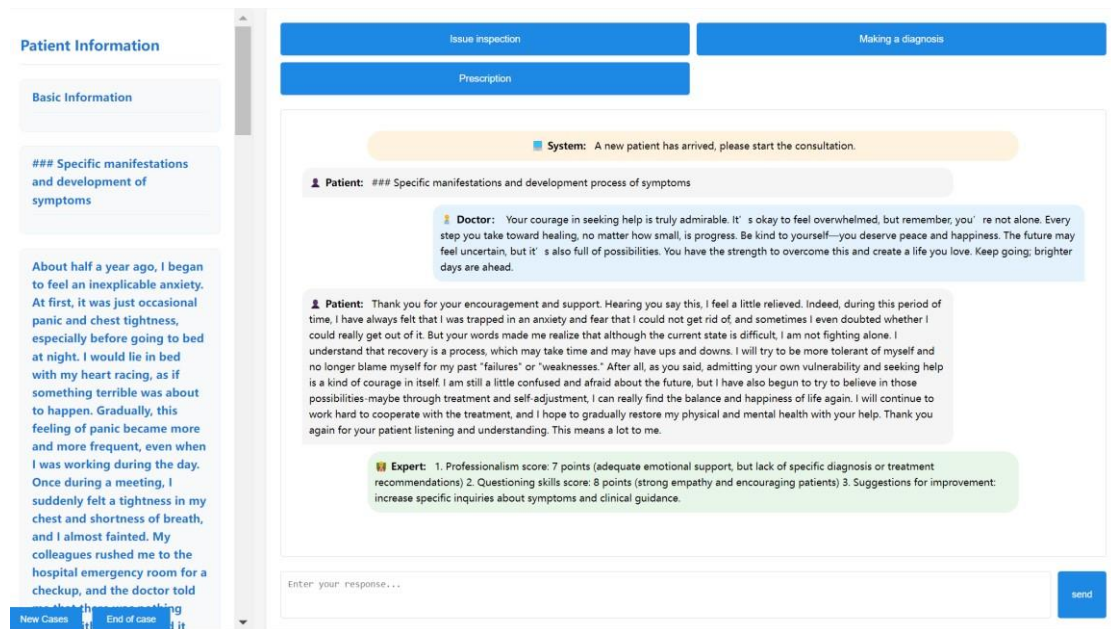 Patient Information
Basic Information
### Specific manifestations
and development of
symptoms
About half a year ago, I began
to feel an inexplicable anxiety.
At first, it was just occasional
panic and chest tightness,
especially before going to bed
at night. I would lie in bed
with my heart racing, as if
something terrible was about
to happen. Gradually, this
feeling of panic became more
and more frequent, even when
I was working during the day.
Once during a meeting, I
suddenly felt a tightness in my
chest and shortness of breath,
and I almost fainted. My
colleagues rushed me to the
hospital emergency room for a
checkup, and the doctor told
New Cases
End of case
Issue inspection
Making a diagnosis
Prescription
System: A new patient has arrived, please start the consultation.
Patient: ### Specific manifestations and development process of symptoms
Doctor: Your courage in seeking help is truly admirable. It's okay to feel overwhelmed, but remember, you're not alone. Every
step you take toward healing, no matter how small, is progress. Be kind to yourself—you deserve peace and happiness. The future may
feel uncertain, but it's also full of possibilities. You have the strength to overcome this and create a life you love. Keep going; brighter
days are ahead.
Patient: Thank you for your encouragement and support. Hearing you say this, I feel a little relieved. Indeed, during this period of
time, I have always felt that I was trapped in an anxiety and fear that I could not get rid of, and sometimes I even doubted whether I
could really get out of it. But your words made me realize that although the current state is difficult, I am not fighting alone. I
understand that recovery is a process, which may take time and may have ups and downs. I will try to be more tolerant of myself and
no longer blame myself for my past "failures" or "weaknesses." After all, as you said, admitting your own vulnerability and seeking help
is a kind of courage in itself. I am still a little confused and afraid about the future, but I have also begun to try to believe in those
possibilities-maybe through treatment and self-adjustment, I can really find the balance and happiness of life again. I will continue to
work hard to cooperate with the treatment, and I hope to gradually restore my physical and mental health with your help. Thank you
again for your patient listening and understanding. This means a lot to me.
Expert: 1. Professionalism score: 7 points (adequate emotional support, but lack of specific diagnosis or treatment
recommendations) 2. Questioning skills score: 8 points (strong empathy and encouraging patients) 3. Suggestions for improvement:
increase specific inquiries about symptoms and clinical guidance.
Enter your response...
send